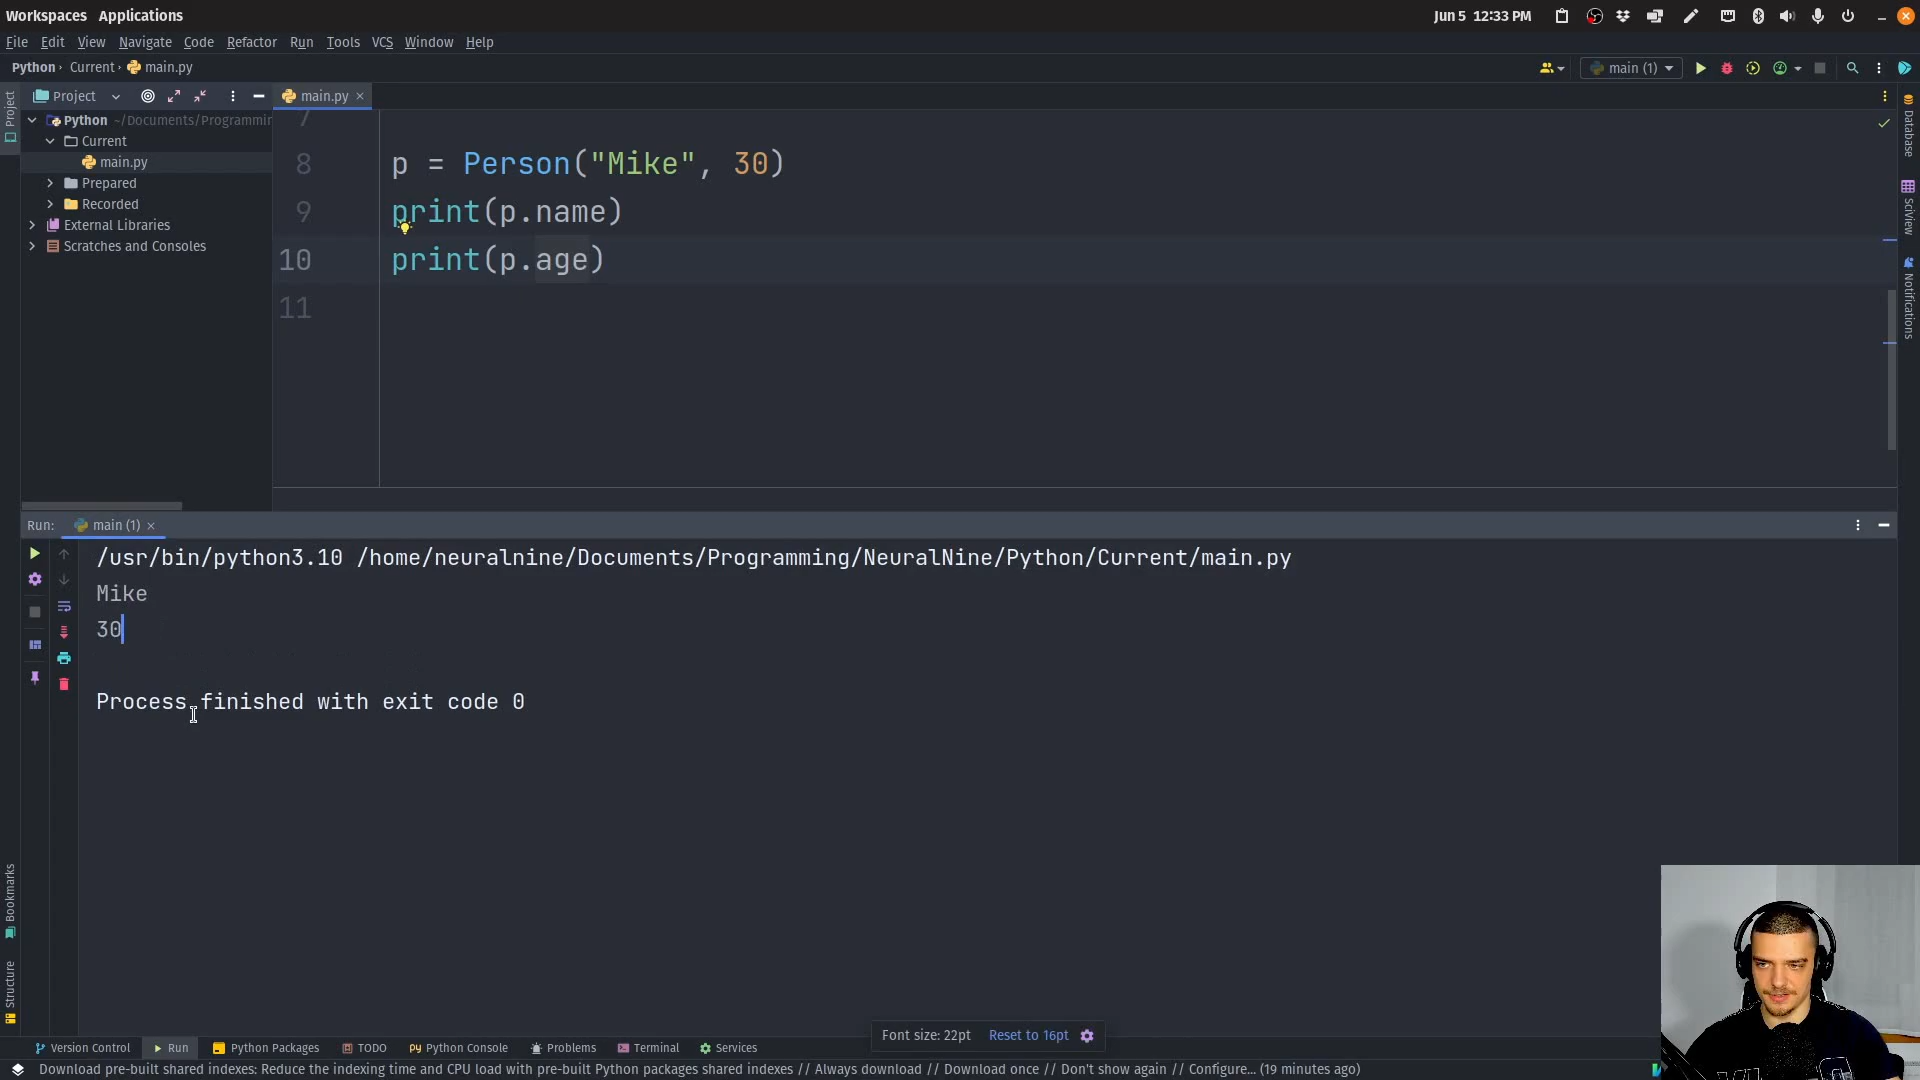 Workspaces Applications
Jun 5 12:33 PM
File Edit View Navigate Code Refactor Run Tools VCS Window Help
Python Current main.py
main (1)
Project
main.py
Project
Python ~/Documents/Programmir
Current
main.py
Prepared
Recorded
External Libraries
Scratches and Consoles
7
8 p = Person("Mike", 30)
9 print(p.name)
10 print(p.age)
11
Database
SciView
Notifications
Run: main (1)
/usr/bin/python3.10 /home/neuralnine/Documents/Programming/NeuralNine/Python/Current/main.py
Mike
30
Process finished with exit code 0
Bookmarks
Structure
Font size: 22pt Reset to 16pt
Version Control Run Python Packages TODO Python Console Problems Terminal Services
Download pre-built shared indexes: Reduce the indexing time and CPU load with pre-built Python packages shared indexes // Always download // Download once // Don't show again // Configure... (19 minutes ago)